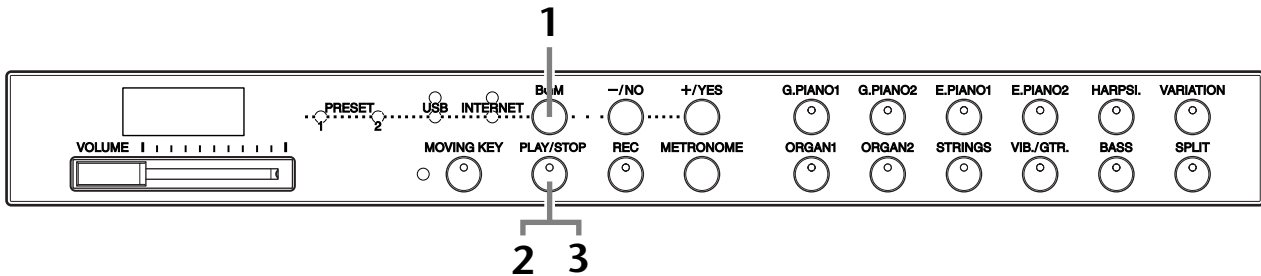 1
BGM −/NO +/YES G.PIANO1 G.PIANO2 E.PIANO1 E.PIANO2 HARPSI. VARIATION
PRESET USB INTERNET
1 2
VOLUME MOVING KEY PLAY/STOP REC METRONOME ORGAN1 ORGAN2 STRINGS VIB./GTR. BASS SPLIT
2 3